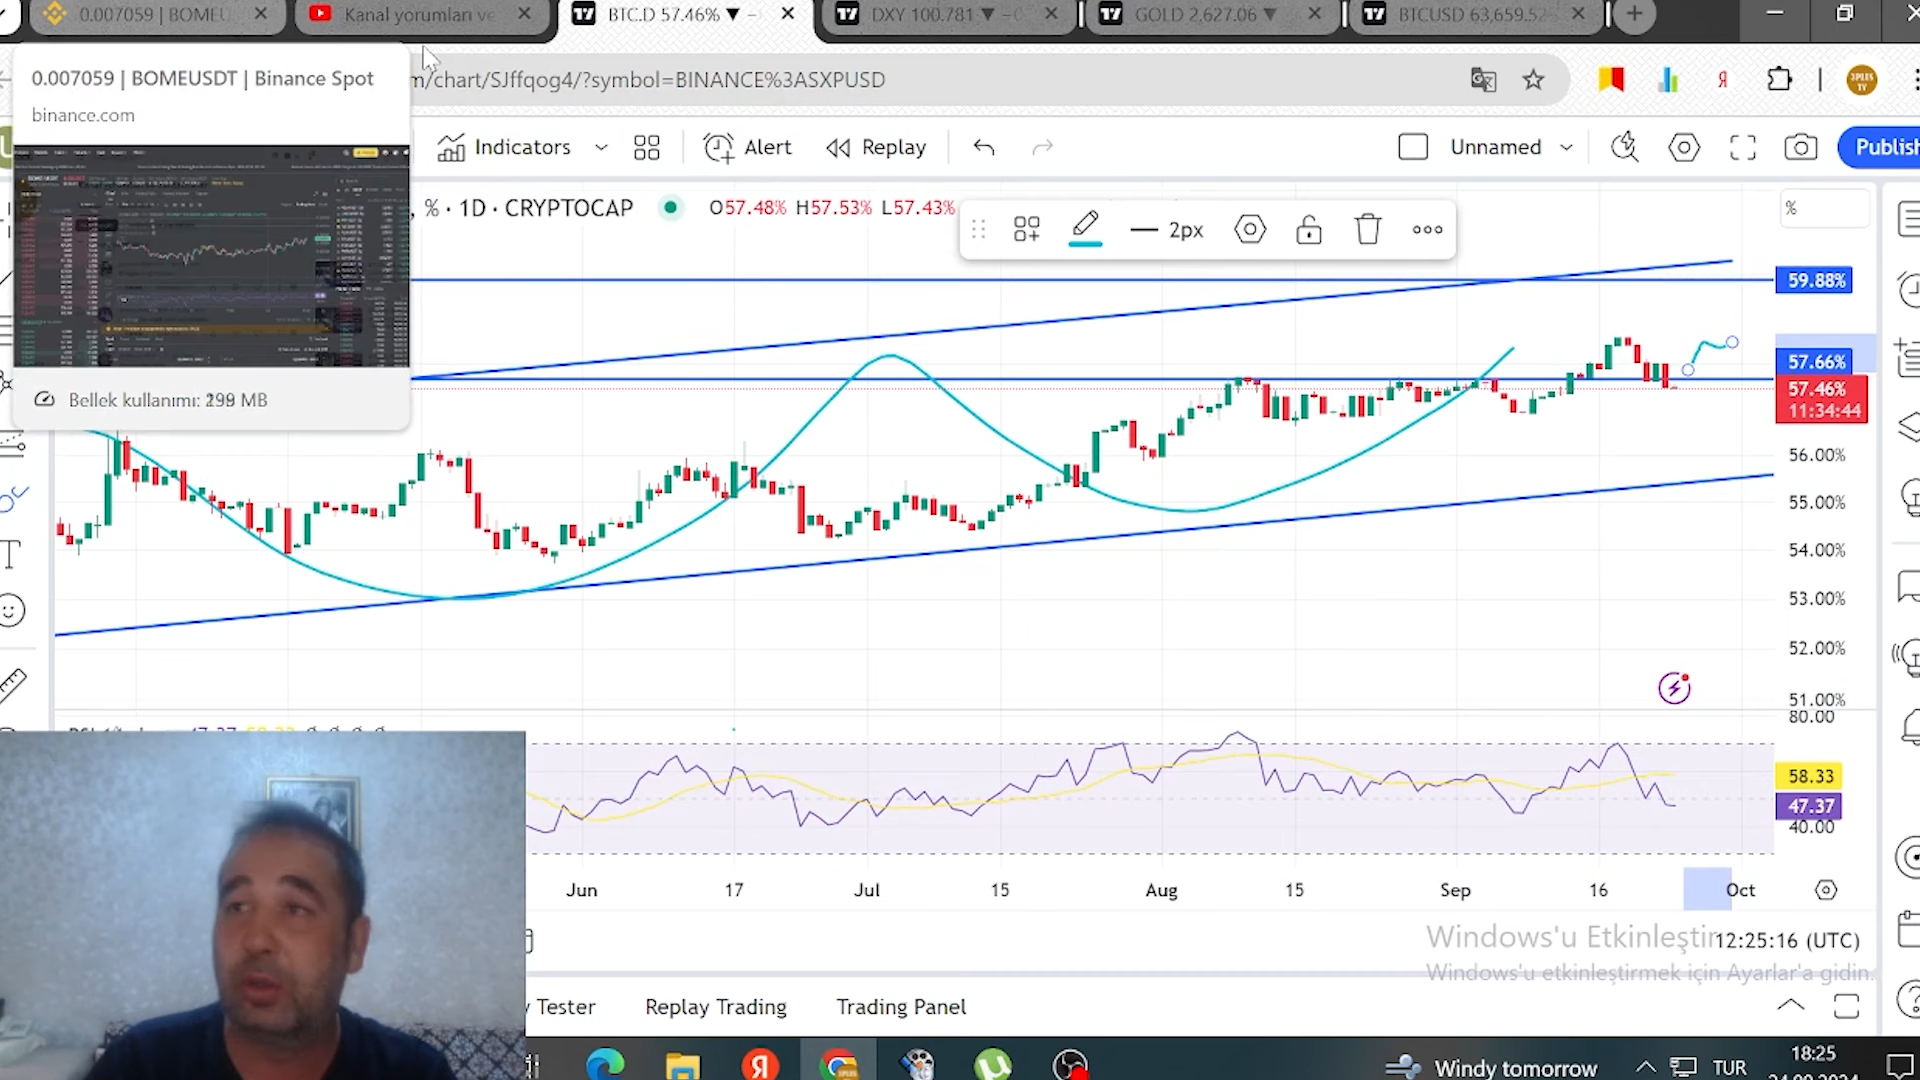 0.007059 | BOMEU
Kanal yorumları ve
BTC.D 57.46% ▼ −
DXY 100.781 ▼ −
GOLD 2,627.06 ▼
BTCUSD 63,659.52
0.007059 | BOMEUSDT | Binance Spot
binance.com
m/chart/SJffqog4/?symbol=BINANCE%3ASXPUSD
Indicators
Alert
Replay
Unnamed
Publish
, % · 1D · CRYPTOCAP
O57.48% H57.53% L57.43%
2px
%
59.88%
57.66%
57.46%
11:34:44
56.00%
55.00%
54.00%
53.00%
52.00%
51.00%
Bellek kullanımı: MB
80.00
58.33
47.37
40.00
Jun
17
Jul
15
Aug
15
Sep
16
Oct
Windows'u Etkinleştir
12:25:16 (UTC)
Windows'u etkinleştirmek için Ayarlar'a gidin.
Tester
Replay Trading
Trading Panel
Windy tomorrow
TUR
18:25